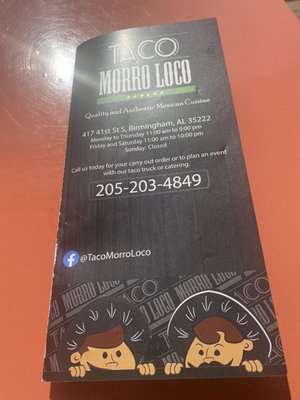 TACO
MORRO LOCO
Quality and Authentic Mexican Cuisine
417 41st St S, Birmingham, AL 35222
Monday to Thursday 11:00 am to 9:00 pm
Friday and Saturday 11:00 am to 10:00 pm
Sunday: Closed
Call us today for your carry out order or to plan an event
with our taco truck or catering.
205-203-4849
@TacoMorroLoco